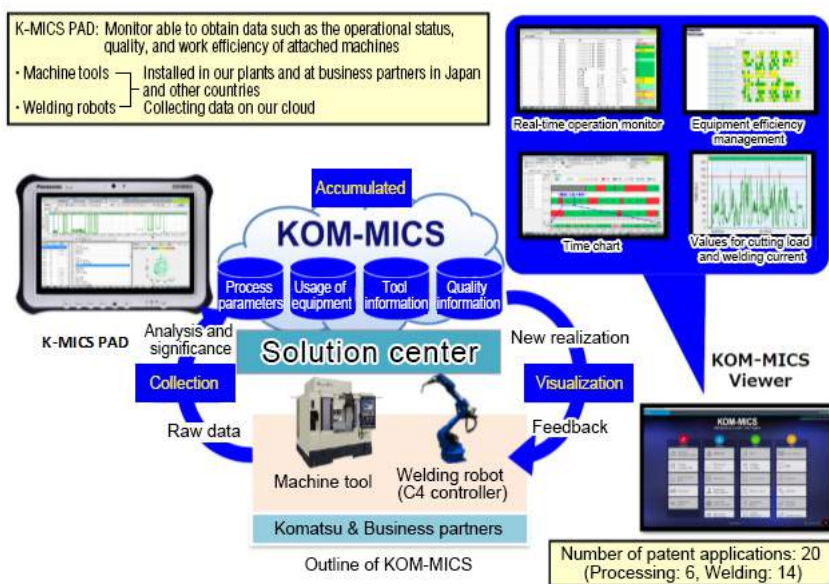 K-MICS PAD: Monitor able to obtain data such as the operational status,
quality, and work efficiency of attached machines
・Machine tools
Installed in our plants and at business partners in Japan
and other countries
・Welding robots
Collecting data on our cloud
Real-time operation monitor
Equipment efficiency
management
Time chart
Values for cutting load
and welding current
Accumulated
KOM-MICS
Process
parameters
Usage of
equipment
Tool
information
Quality
information
Panasonic
K-MICS PAD
Analysis and
significance
Solution center
New realization
Collection
Visualization
Raw data
Feedback
Machine tool
Welding robot
(C4 controller)
Komatsu & Business partners
Outline of KOM-MICS
KOM-MICS
Viewer
KOM-MICS
Number of patent applications: 20
(Processing: 6, Welding: 14)